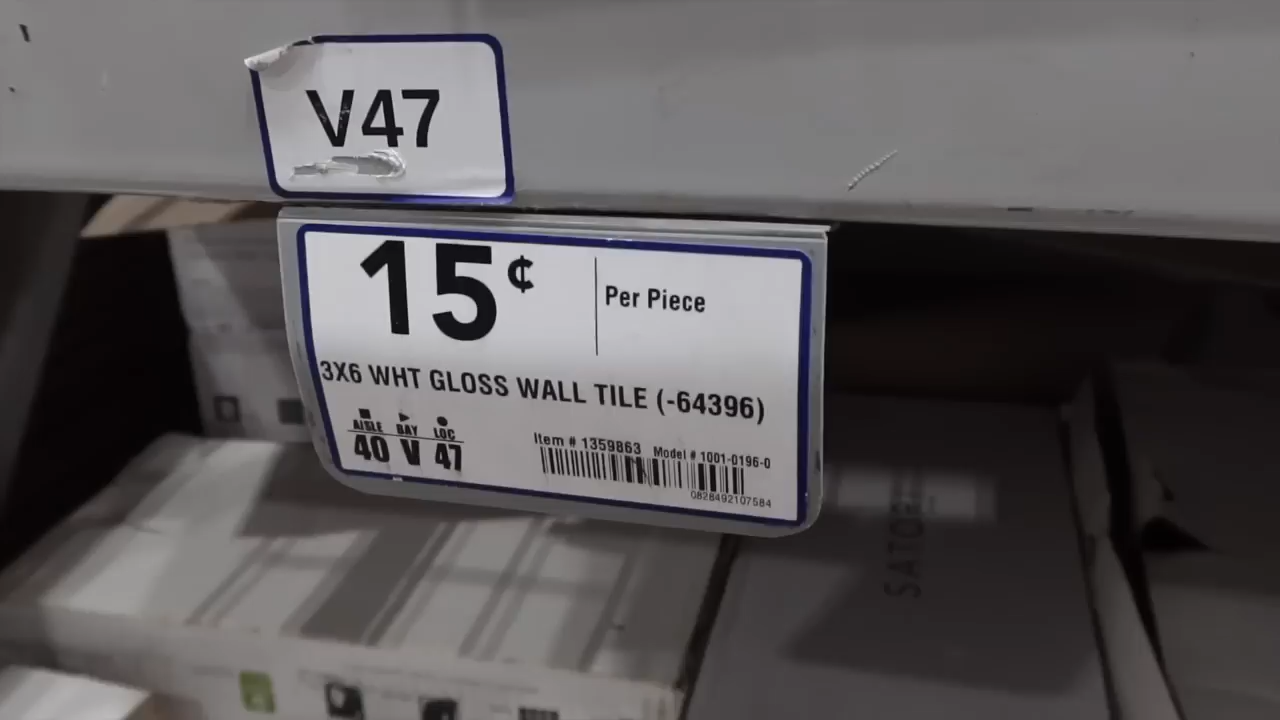 V47
15¢
Per Piece
3X6 WHT GLOSS WALL TILE (-64396)
AISLE BAY LOC
40 V 47
Item # 1359863 Model # 1001-0196-0
0828492107584
SATORI